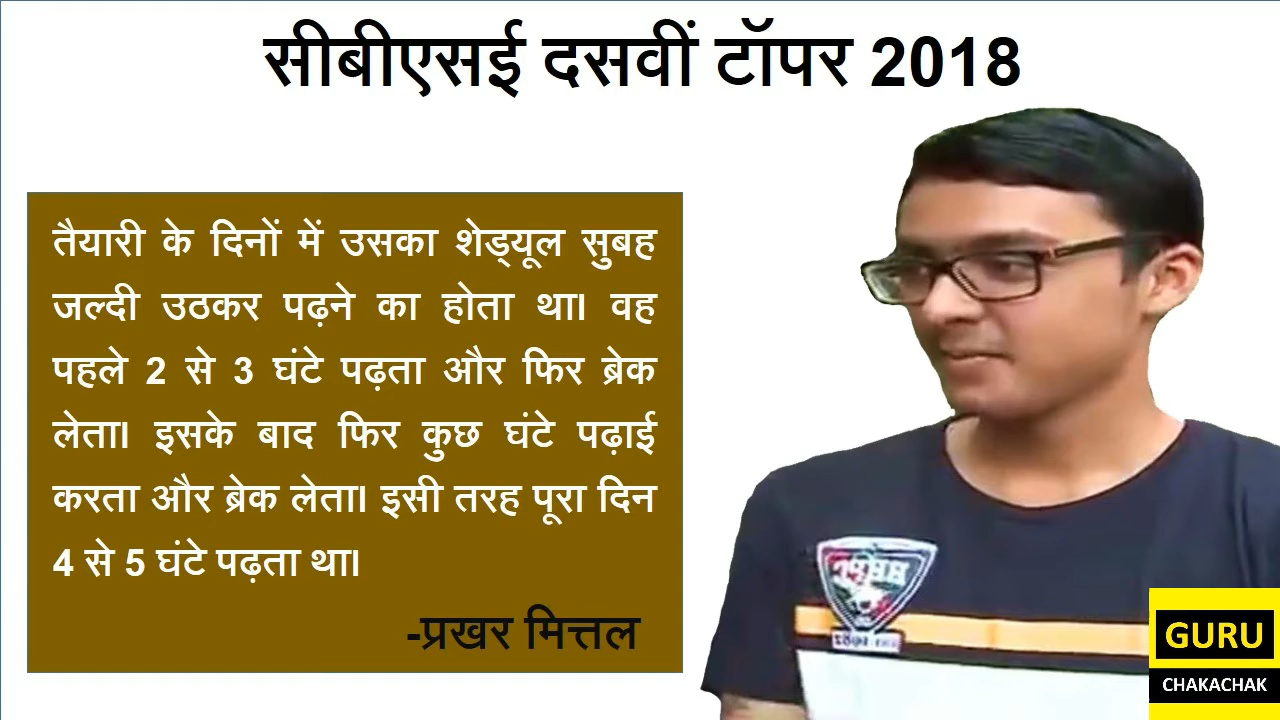 सीबीएसई दसवीं टॉपर 2018
तैयारी के दिनों में उसका शेड्यूल सुबह
जल्दी उठकर पढ़ने का होता था। वह
पहले 2 से 3 घंटे पढ़ता और फिर ब्रेक
लेता। इसके बाद फिर कुछ घंटे पढ़ाई
करता और ब्रेक लेता। इसी तरह पूरा दिन
4 से 5 घंटे पढ़ता था।
-प्रखर मित्तल
GURU
CHAKACHAK